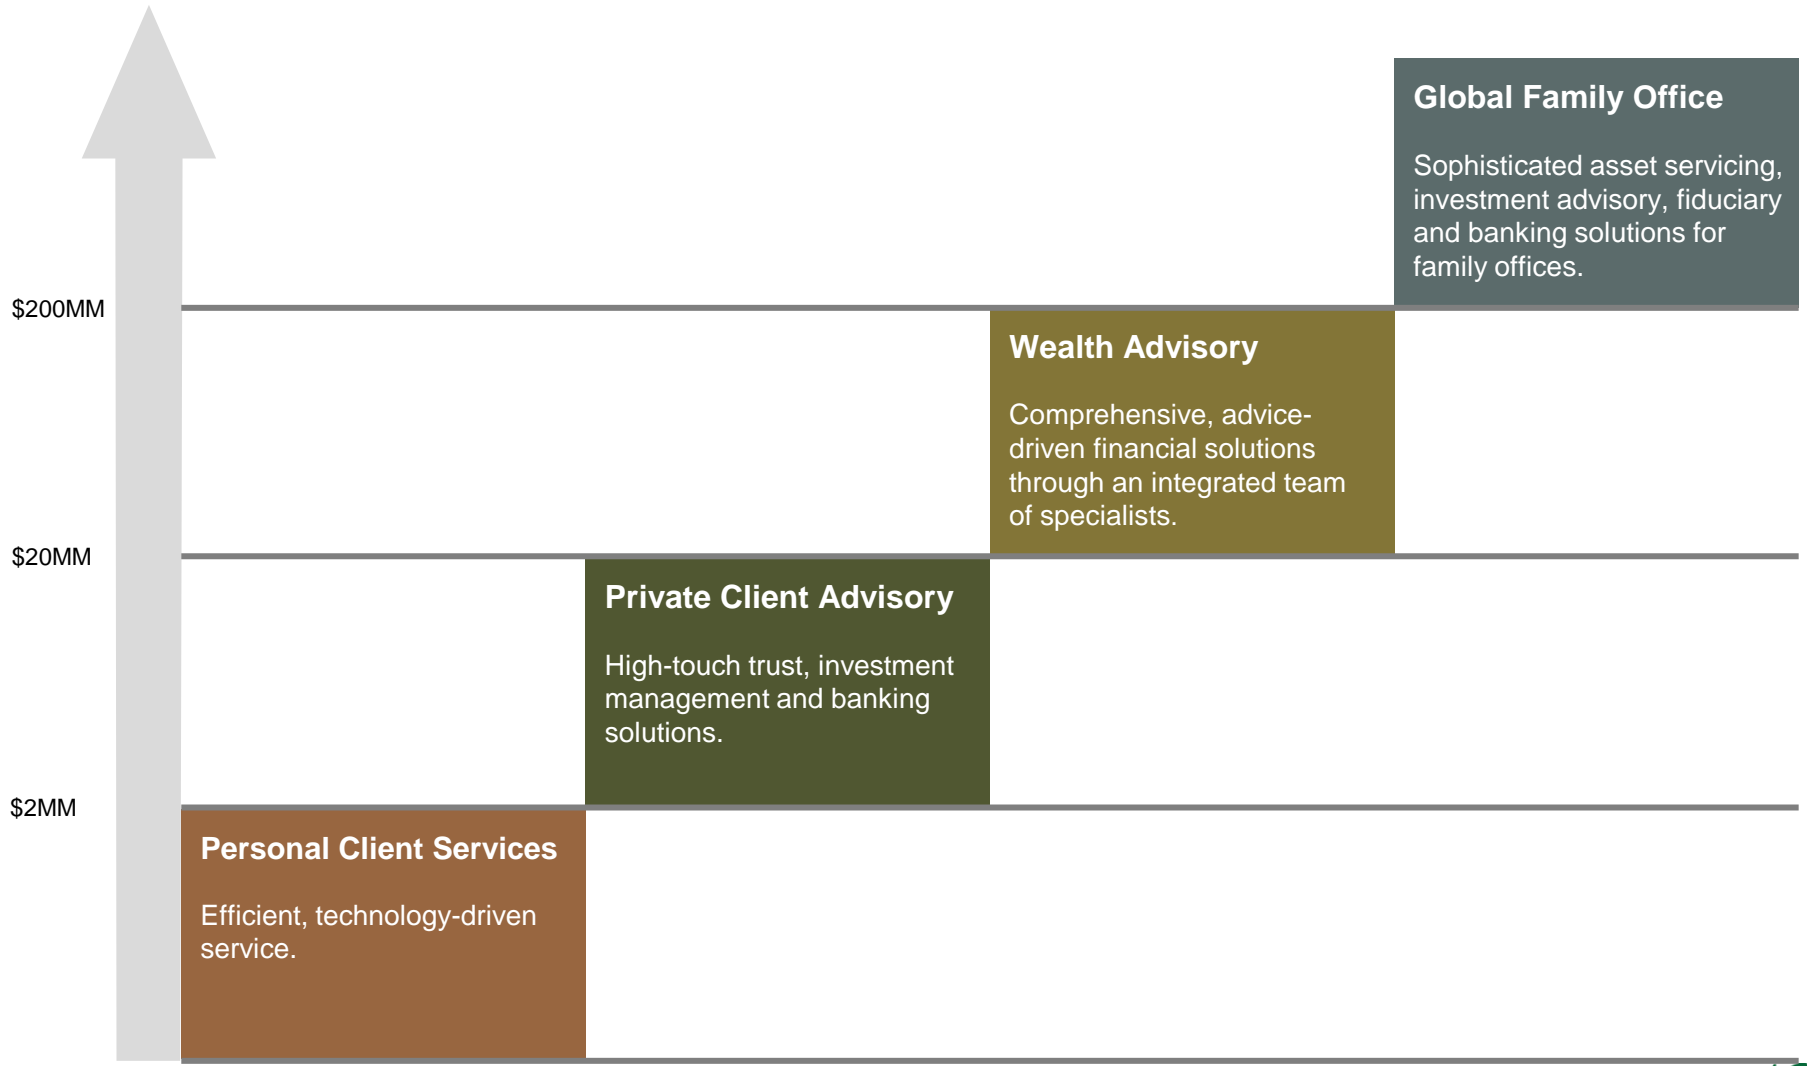 Global Family Office
Sophisticated asset servicing,
investment advisory, fiduciary
and banking solutions for
family offices.
$200MM
Wealth Advisory
Comprehensive, advice-
driven financial solutions
through an integrated team
of specialists.
$20MM
Private Client Advisory
High-touch trust, investment
management and banking
solutions.
$2MM
Personal Client Services
Efficient, technology-driven
service.